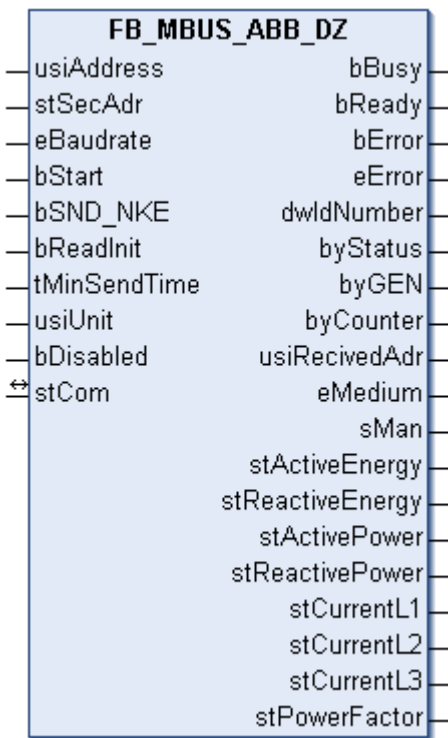 FB_MBUS_ABB_DZ
usiAddress bBusy
stSecAdr bReady
eBaudrate bError
bStart eError
bSND_NKE dwIdNumber
bReadInit byStatus
tMinSendTime byGEN
usiUnit byCounter
bDisabled usiRecivedAdr
stCom eMedium
sMan
stActiveEnergy
stReactiveEnergy
stActivePower
stReactivePower
stCurrentL1
stCurrentL2
stCurrentL3
stPowerFactor